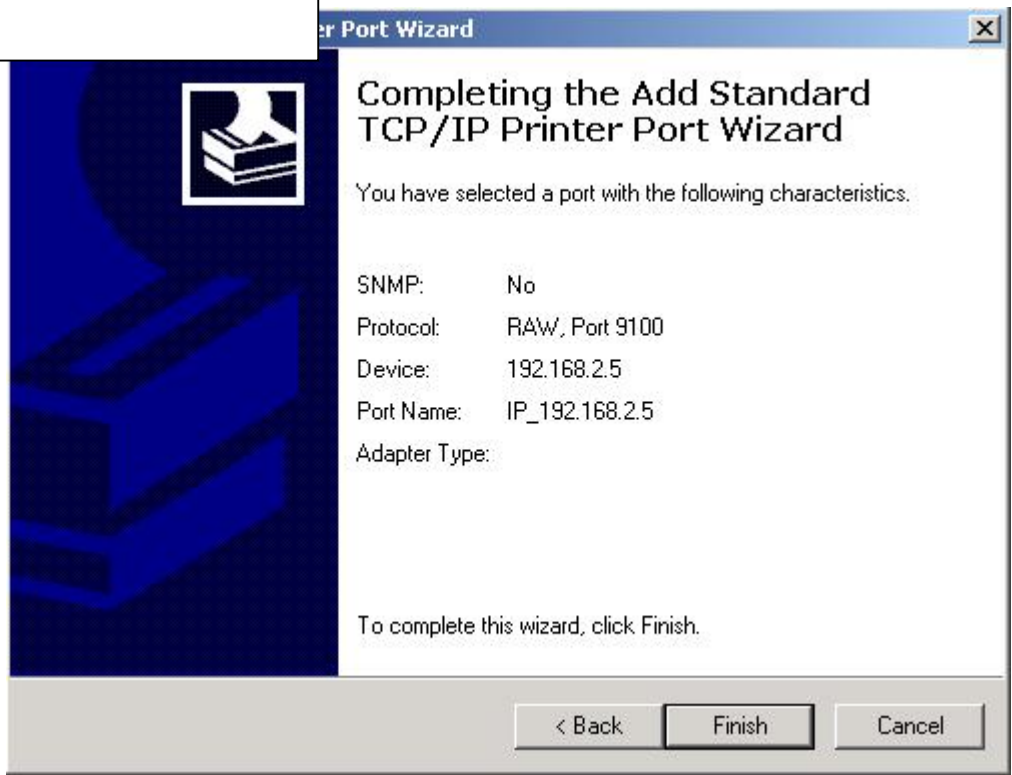 er Port Wizard
Completing the Add Standard
TCP/IP Printer Port Wizard
You have selected a port with the following characteristics.
SNMP: No
Protocol: RAW, Port 9100
Device: 192.168.2.5
Port Name: IP_192.168.2.5
Adapter Type:
To complete this wizard, click Finish.
< Back Finish Cancel